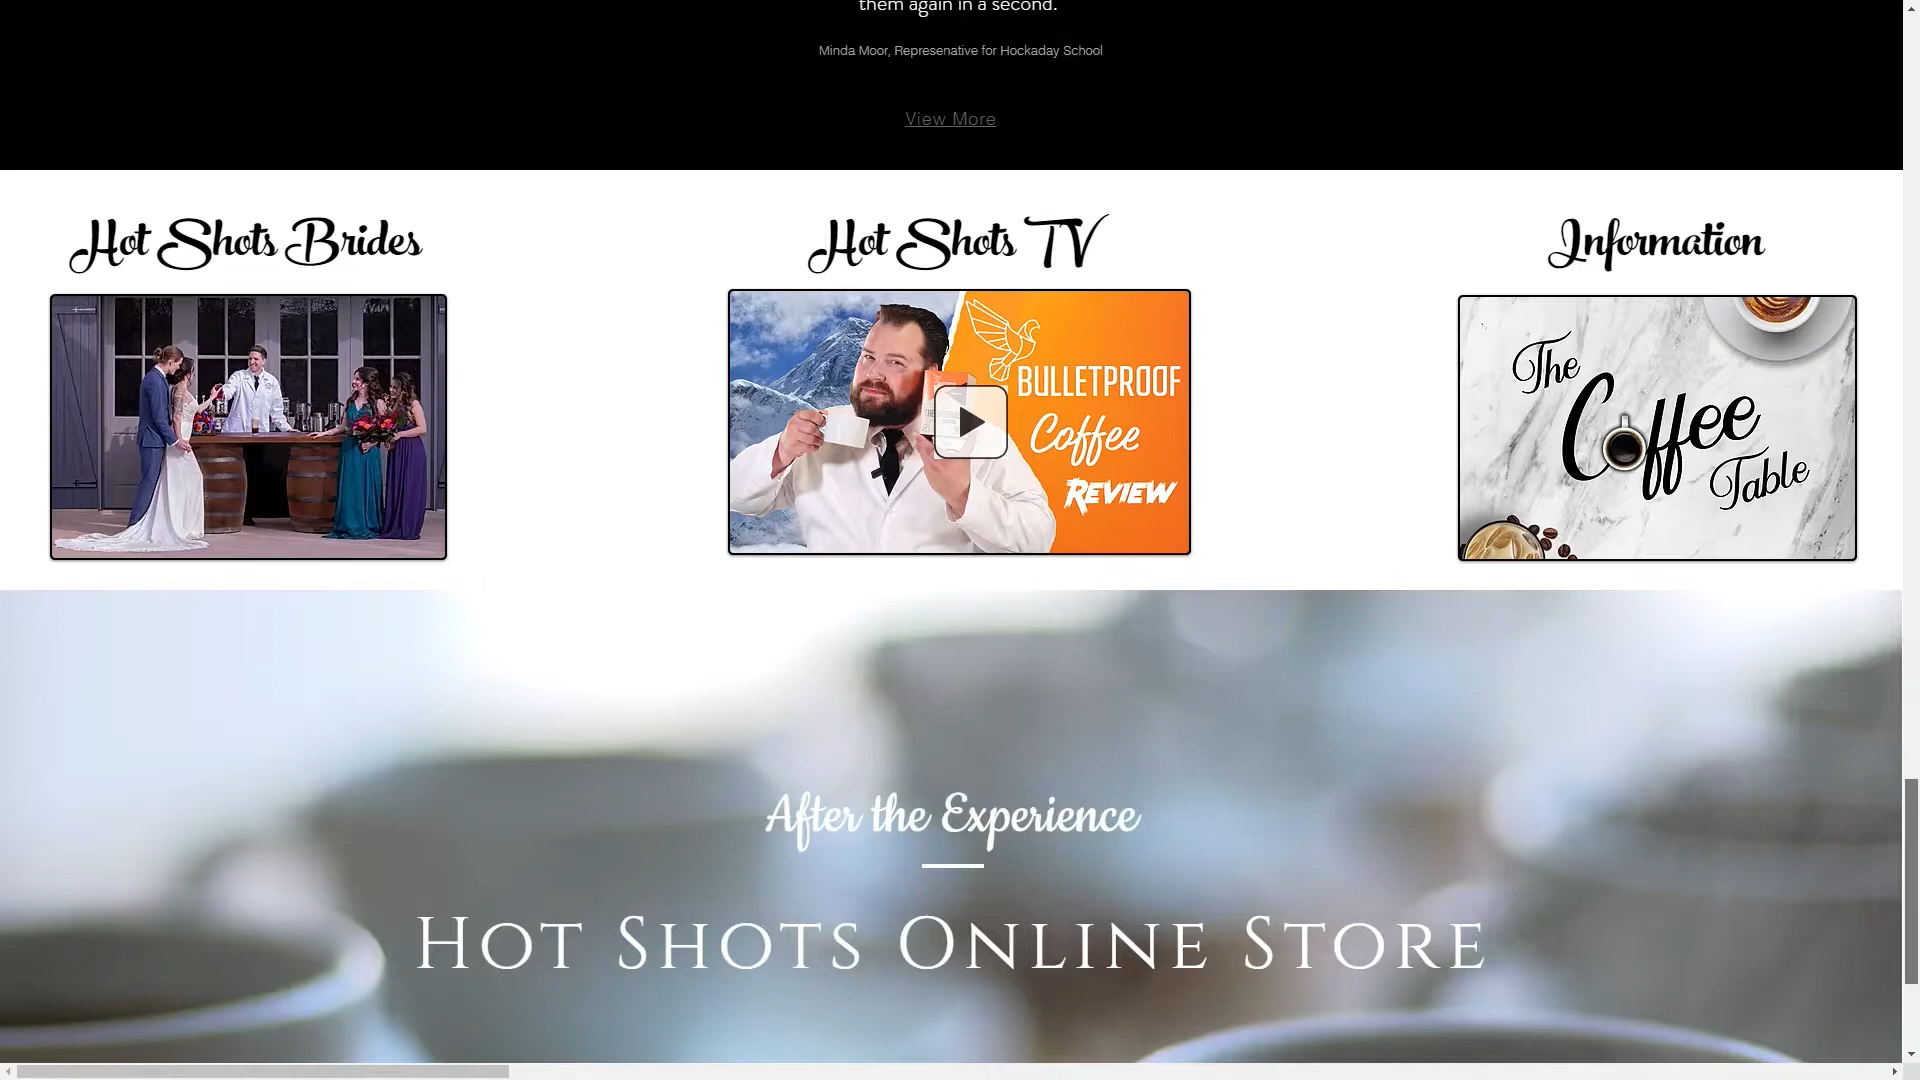 them again in a second.
Minda Moor, Represenative for Hockaday School
View More
Hot Shots Brides
Hot Shots TV
Information
BULLETPROOF
Coffee
REVIEW
The
Coffee
Table
After the Experience
Hot Shots Online Store